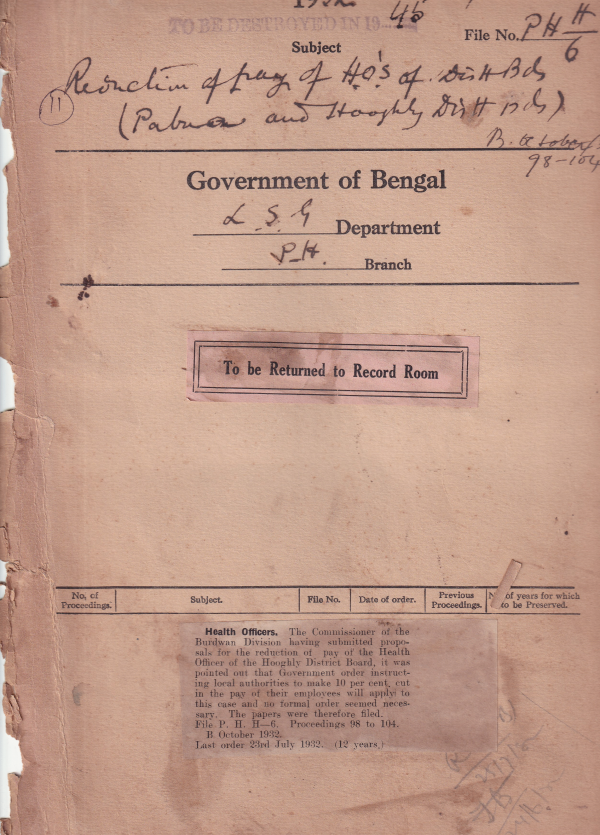 TO BE DESTROYED IN 19 45
File No. PH H/6
Subject
Reduction of pay of H.O's of Distt Bds
11
(Pabna and Hooghly Distt Bds)
B. October
98-104
Government of Bengal
L S G Department
P.H. Branch
To be Returned to Record Room
No. of Proceedings. Subject. File No. Date of order. Previous Proceedings. of years for which to be Preserved.
Health Officers. The Commissioner of the
Burdwan Division having submitted propo-
sals for the reduction of pay of the Health
Officer of the Hooghly District Board, it was
pointed out that Government order instruct-
ing local authorities to make 10 per cent. cut
in the pay of their employees will apply to
this case and no formal order seemed neces-
sary. The papers were therefore filed.
File P. H. H—6. Proceedings 98 to 104.
B October 1932.
Last order 23rd July 1932. (12 years)